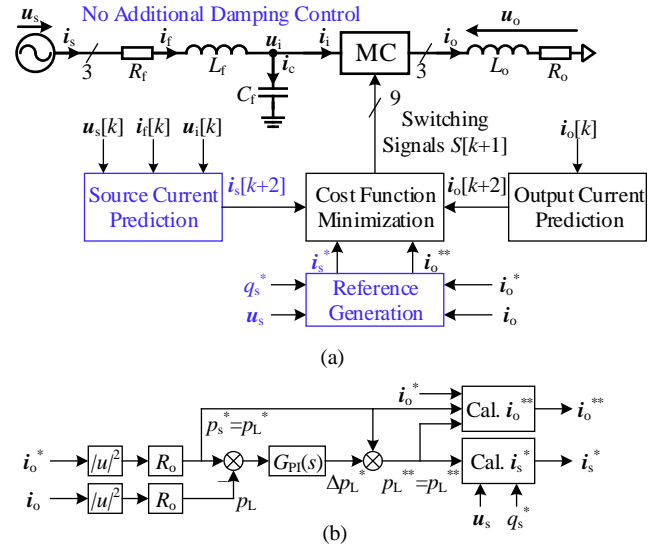 No Additional Damping Control
u_s
i_s
i_f
u_i
i_i
i_o
u_o
3
R_f
L_f
i_c
MC
3
L_o
R_o
C_f
9
u_s[k]
i_f[k]
u_i[k]
Switching
Signals S[k+1]
i_o[k]
Source Current
Prediction
i_s[k+2]
Cost Function
Minimization
i_o[k+2]
Output Current
Prediction
i_s^*
i_o^**
q_s^*
u_s
Reference
Generation
i_o^*
i_o
(a)
i_o^*
p_s^*=p_L^*
Cal. i_o^**
i_o^**
i_o^*
|u|^2
R_o
G_PI(s)
Δp_L^*
p_L^**=p_L^**
Cal. i_s^*
i_s^*
−
i_o
|u|^2
R_o
p_L
u_s
q_s^*
(b)